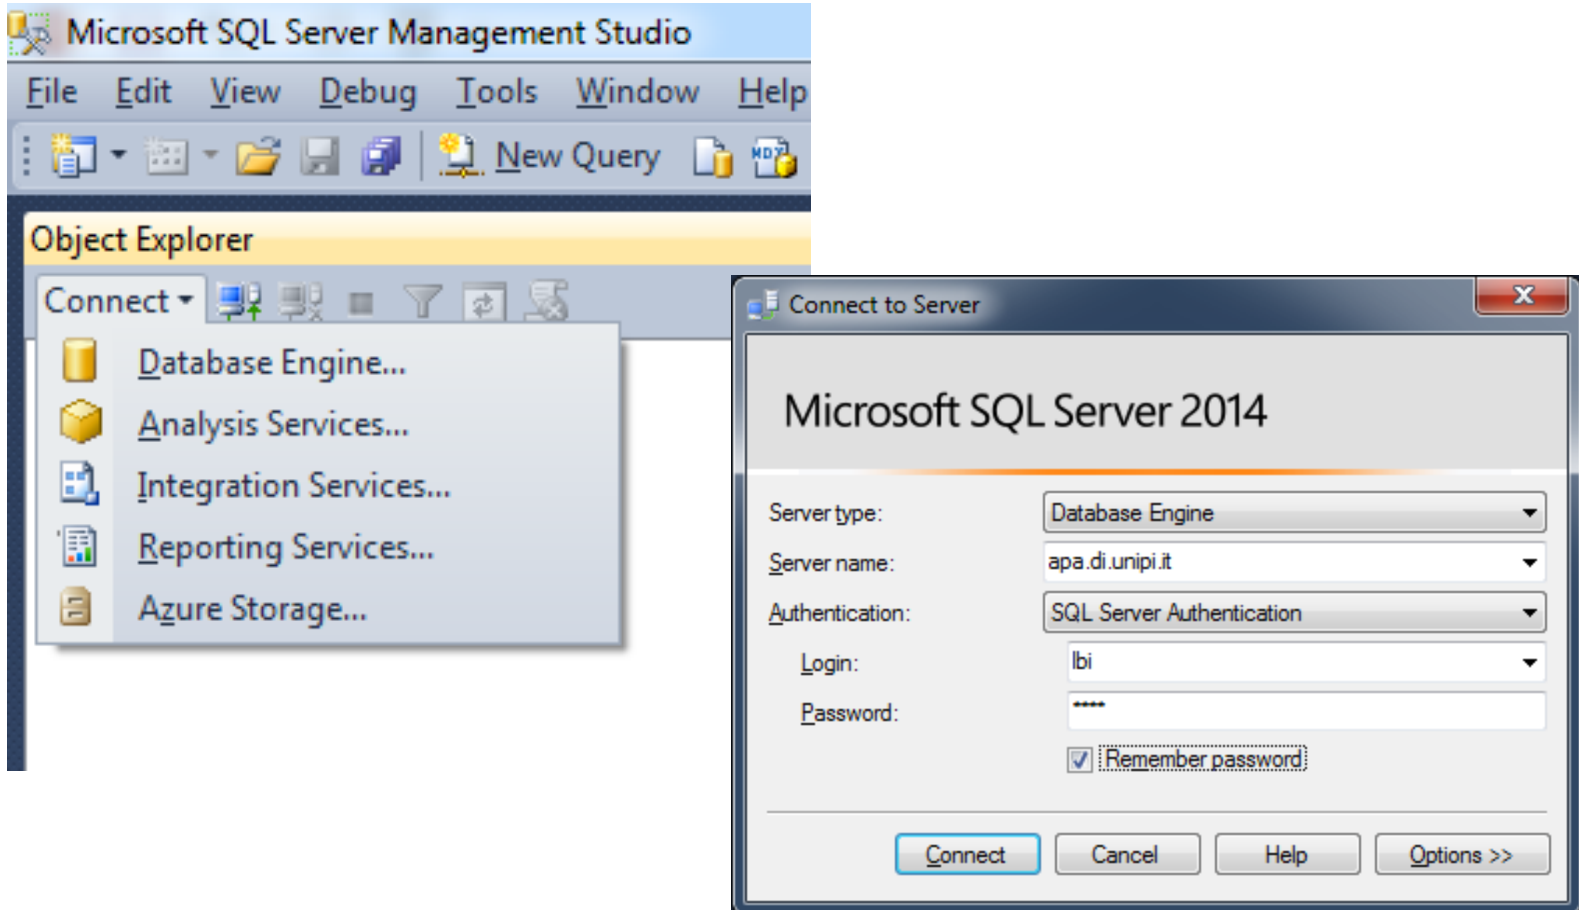 Microsoft SQL Server Management Studio
File Edit View Debug Tools Window Help
New Query MDX
Object Explorer
Connect
Database Engine...
Analysis Services...
Integration Services...
Reporting Services...
Azure Storage...
Connect to Server
Microsoft SQL Server 2014
Server type: Database Engine
Server name: apa.di.unipi.it
Authentication: SQL Server Authentication
Login: lbi
Password: ****
Remember password
Connect Cancel Help Options >>